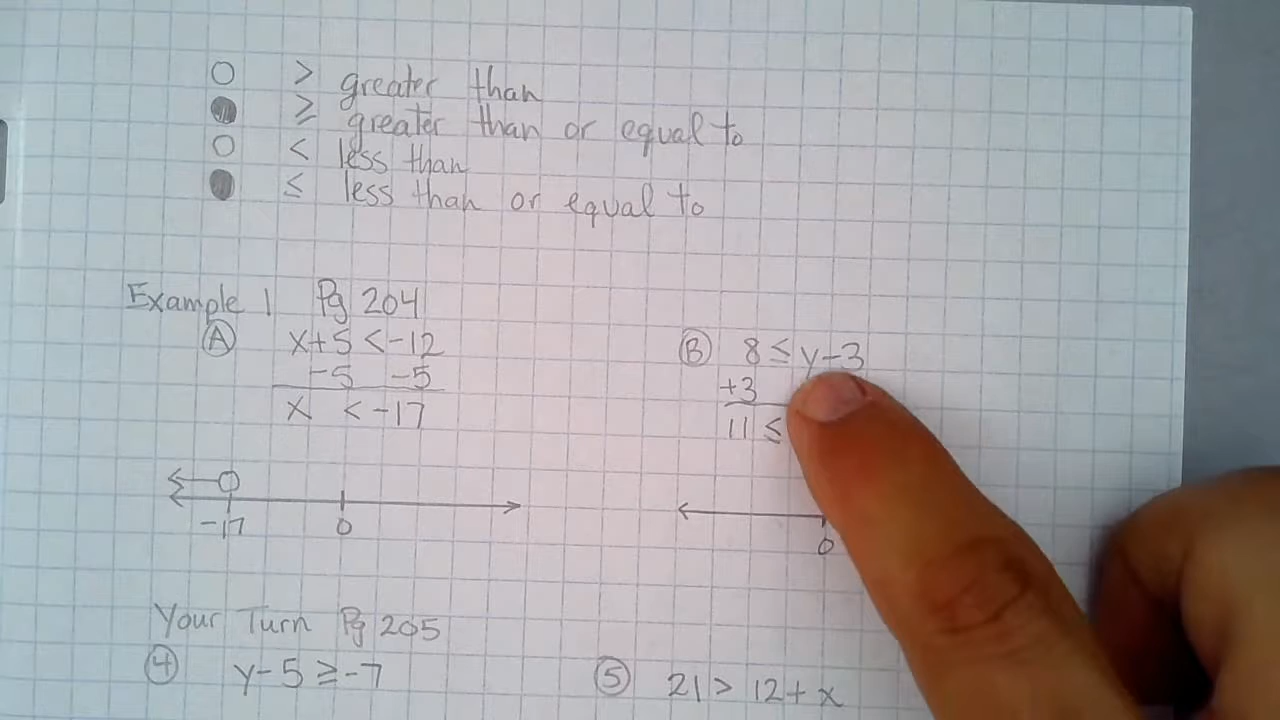 > greater than
≥ greater than or equal to
< less than
≤ less than or equal to
Example 1 Pg 204
A x+5 < -12
-5 -5
x < -17
-17 0
B 8 ≤ y-3
+3
11 ≤
0
Your Turn Pg 205
4 y-5 ≥ -7
5 21 > 12+x